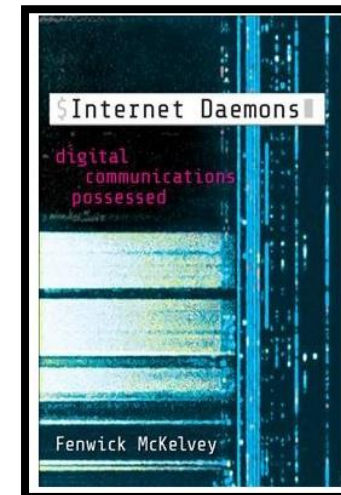 $Internet Daemons
digital
communications
possessed
Fenwick McKelvey